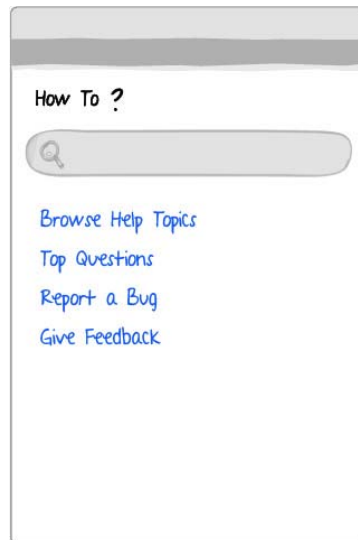 How To ?
Browse Help Topics
Top Questions
Report a Bug
Give Feedback